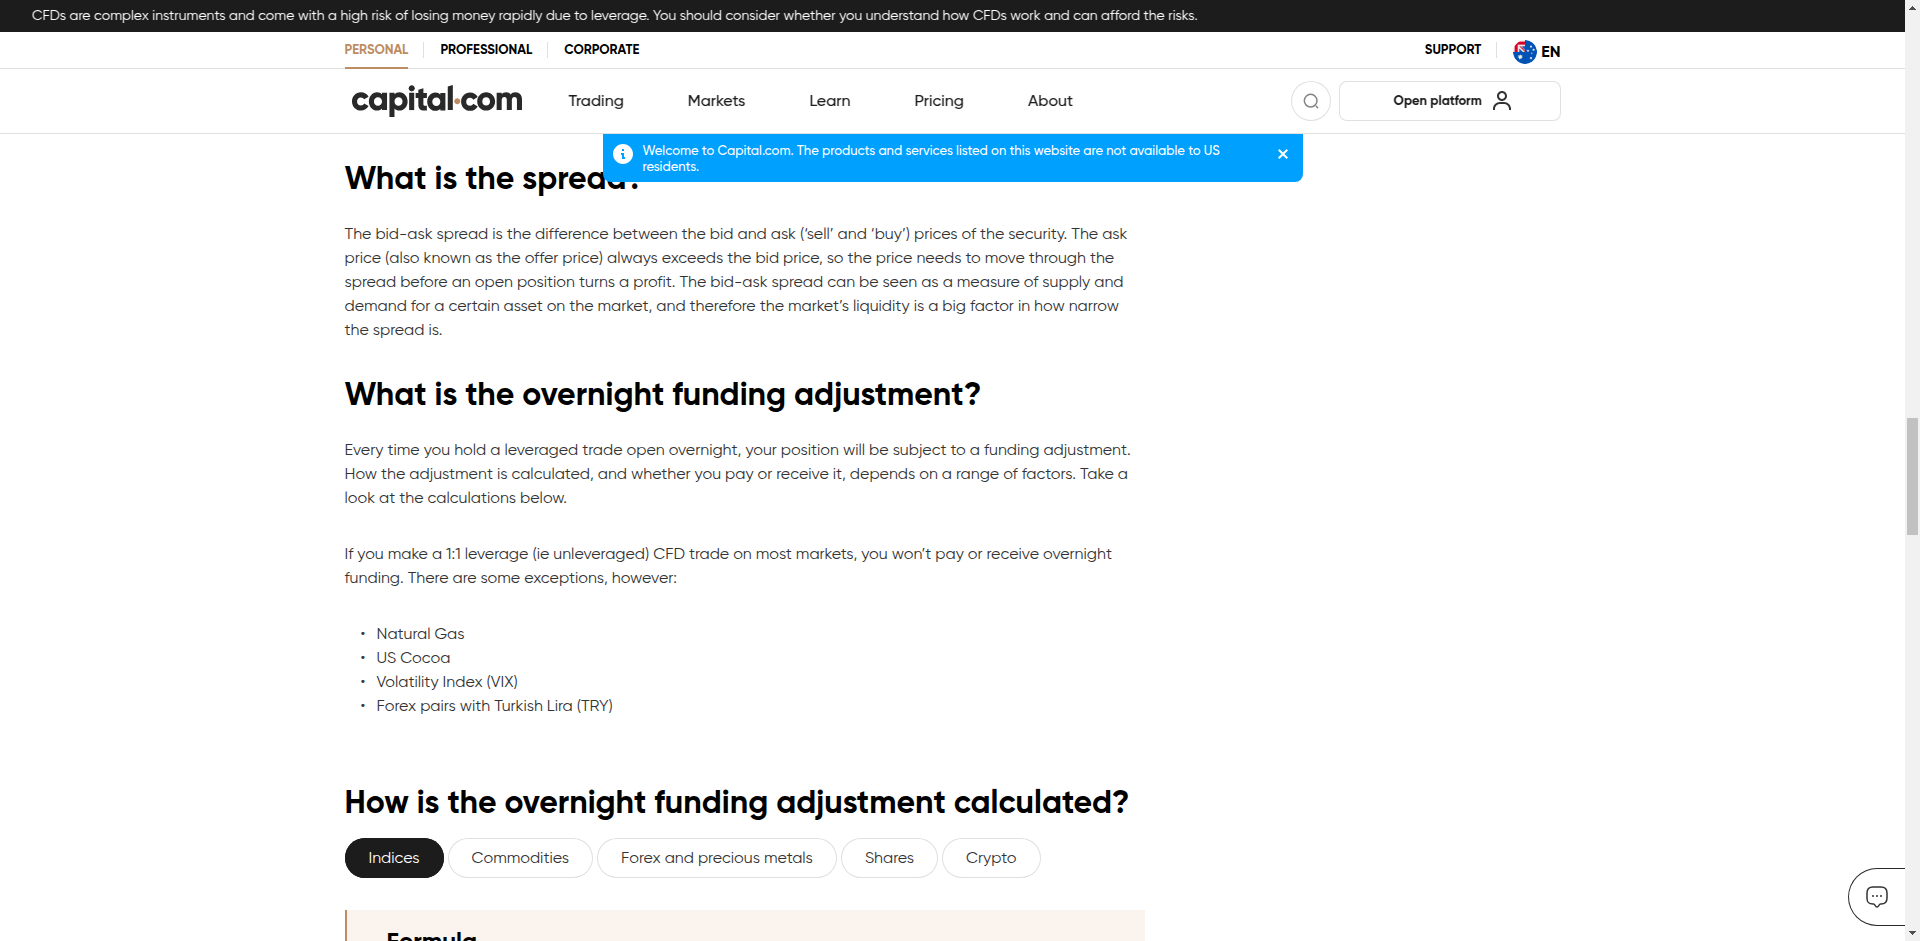 CFDs are complex instruments and come with a high risk of losing money rapidly due to leverage. You should consider whether you understand how CFDs work and can afford the risks.
PERSONAL
PROFESSIONAL
CORPORATE
SUPPORT
EN
capital.com
Trading
Markets
Learn
Pricing
About
Open platform
Welcome to Capital.com. The products and services listed on this website are not available to US
residents.
What is the spread?
The bid-ask spread is the difference between the bid and ask (‘sell’ and ‘buy’) prices of the security. The ask
price (also known as the offer price) always exceeds the bid price, so the price needs to move through the
spread before an open position turns a profit. The bid-ask spread can be seen as a measure of supply and
demand for a certain asset on the market, and therefore the market’s liquidity is a big factor in how narrow
the spread is.
What is the overnight funding adjustment?
Every time you hold a leveraged trade open overnight, your position will be subject to a funding adjustment.
How the adjustment is calculated, and whether you pay or receive it, depends on a range of factors. Take a
look at the calculations below.
If you make a 1:1 leverage (ie unleveraged) CFD trade on most markets, you won’t pay or receive overnight
funding. There are some exceptions, however:
• Natural Gas
• US Cocoa
• Volatility Index (VIX)
• Forex pairs with Turkish Lira (TRY)
How is the overnight funding adjustment calculated?
Indices
Commodities
Forex and precious metals
Shares
Crypto
Formula